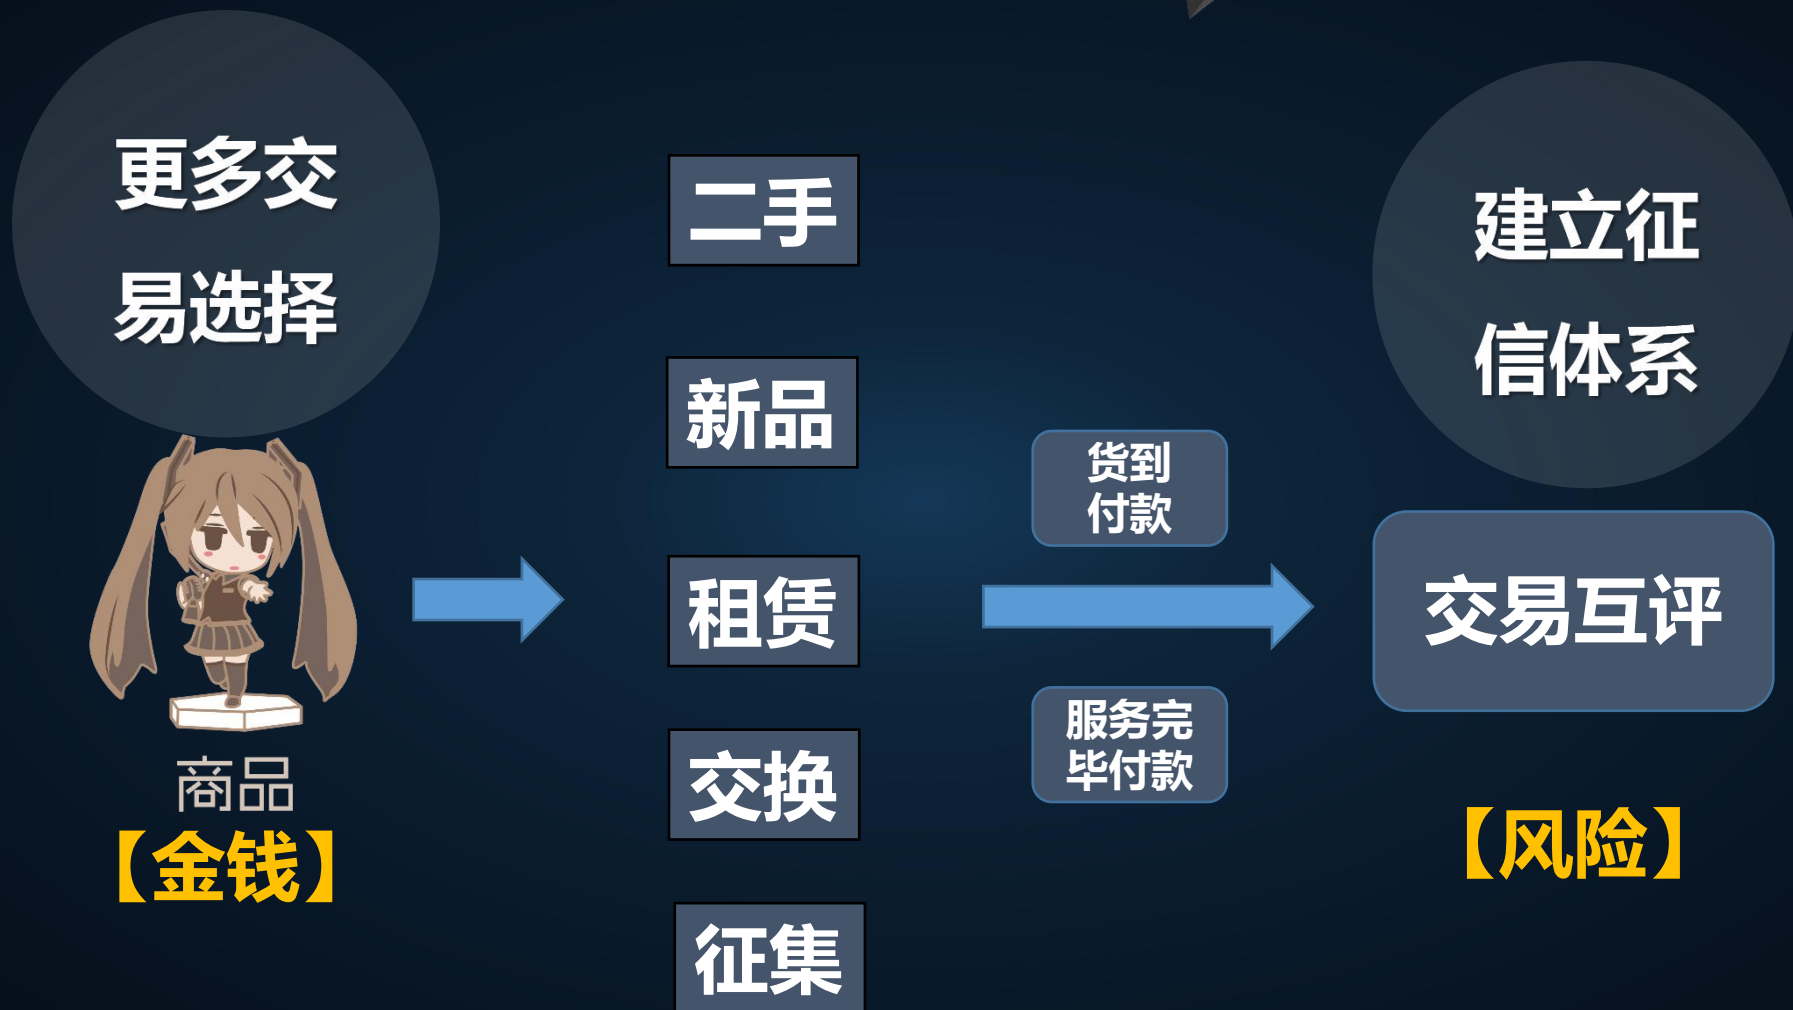 更多交
易选择
商品
【金钱】
二手
新品
租赁
交换
征集
货到
付款
服务完
毕付款
建立征
信体系
交易互评
【风险】